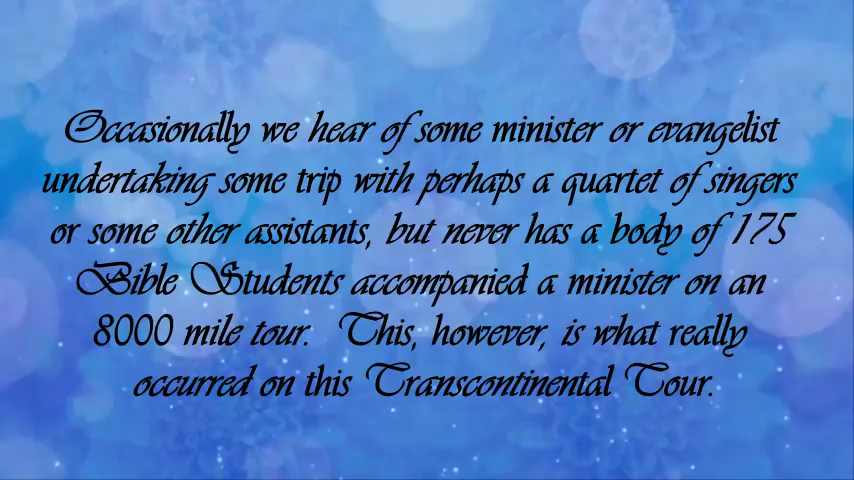 Occasionally we hear of some minister or evangelist
undertaking some trip with perhaps a quartet of singers
or some other assistants, but never has a body of 175
Bible Students accompanied a minister on an
8000 mile tour.  This, however, is what really
occurred on this Transcontinental Tour.